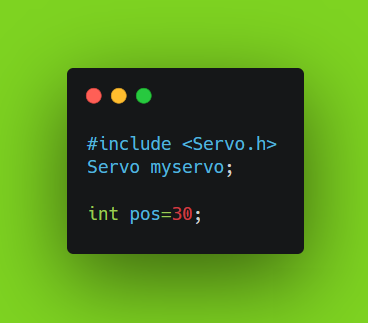 #include <Servo.h>
Servo myservo;
int pos=30;